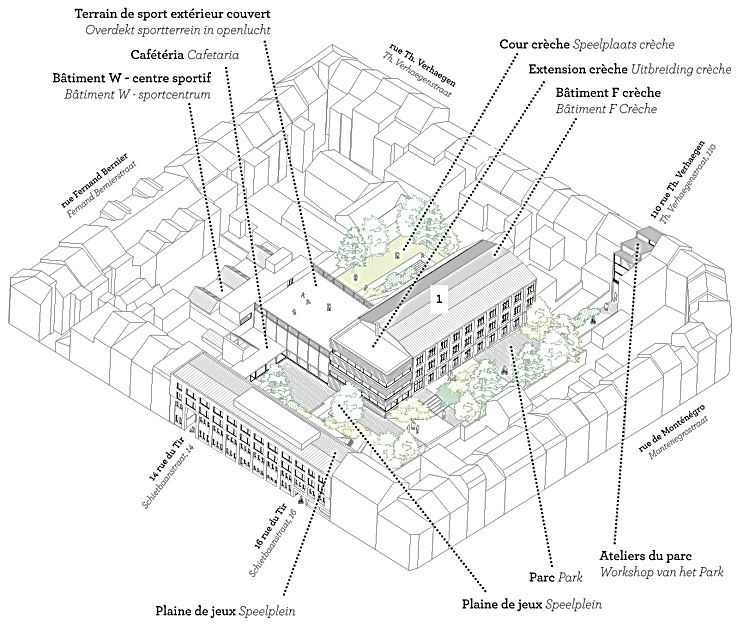 Terrain de sport extérieur couvert
Overdekt sportterrein in openlucht
Cafétéria Cafetaria
Bâtiment W - centre sportif
Bâtiment W - sportcentrum
rue Th. Verhaegen
Th. Verhaegenstraat
Cour crèche Speelplaats crèche
Extension crèche Uitbreiding crèche
Bâtiment F crèche
Bâtiment F Crèche
rue Fernand Bernier
Fernand Bernierstraat
110 rue Th. Verhaegen
Th. Verhaegenstraat, 110
1
rue de Monténégro
Montenegrostraat
14 rue du Tir
Schietbaanstraat, 14
16 rue du Tir
Schietbaanstraat, 16
Ateliers du parc
Workshop van het Park
Parc Park
Plaine de jeux Speelplein
Plaine de jeux Speelplein